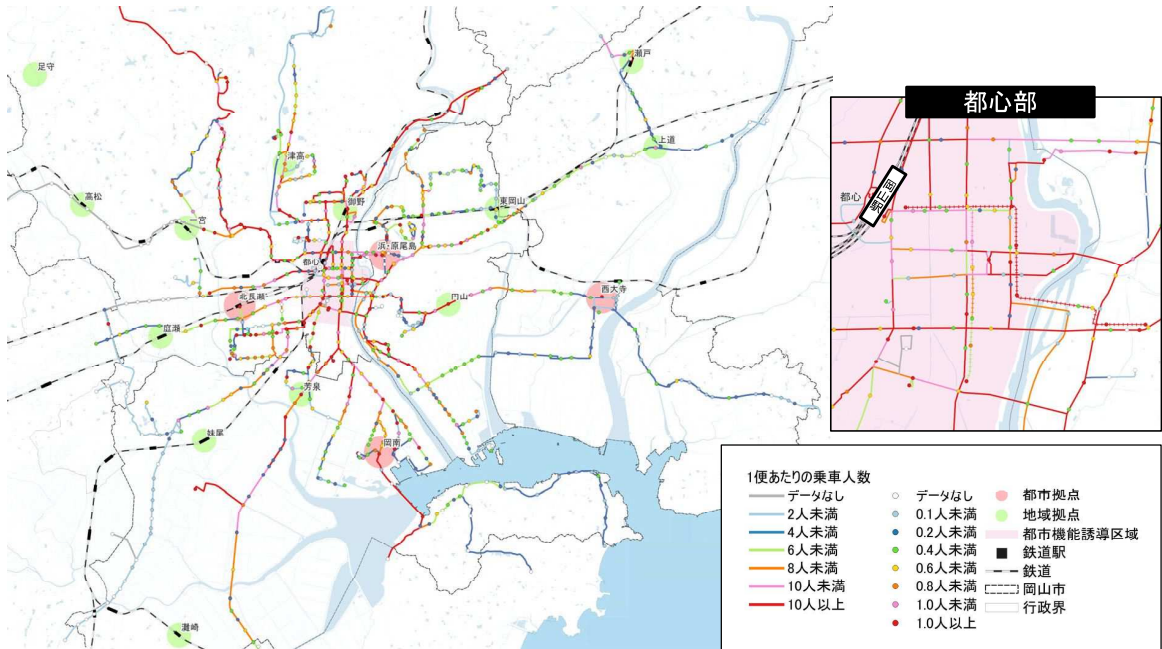 足守
瀬戸
都心部
上道
津高
岡山駅
高松
御野
東岡山
都心
一宮
浜・原尾島
都心
北長瀬
西大寺
円山
庭瀬
芳泉
妹尾
岡南
灘崎
1便あたりの乗車人数
データなし
2人未満
4人未満
6人未満
8人未満
10人未満
10人以上
データなし
0.1人未満
0.2人未満
0.4人未満
0.6人未満
0.8人未満
1.0人未満
1.0人以上
都市拠点
地域拠点
都市機能誘導区域
鉄道駅
鉄道
岡山市
行政界